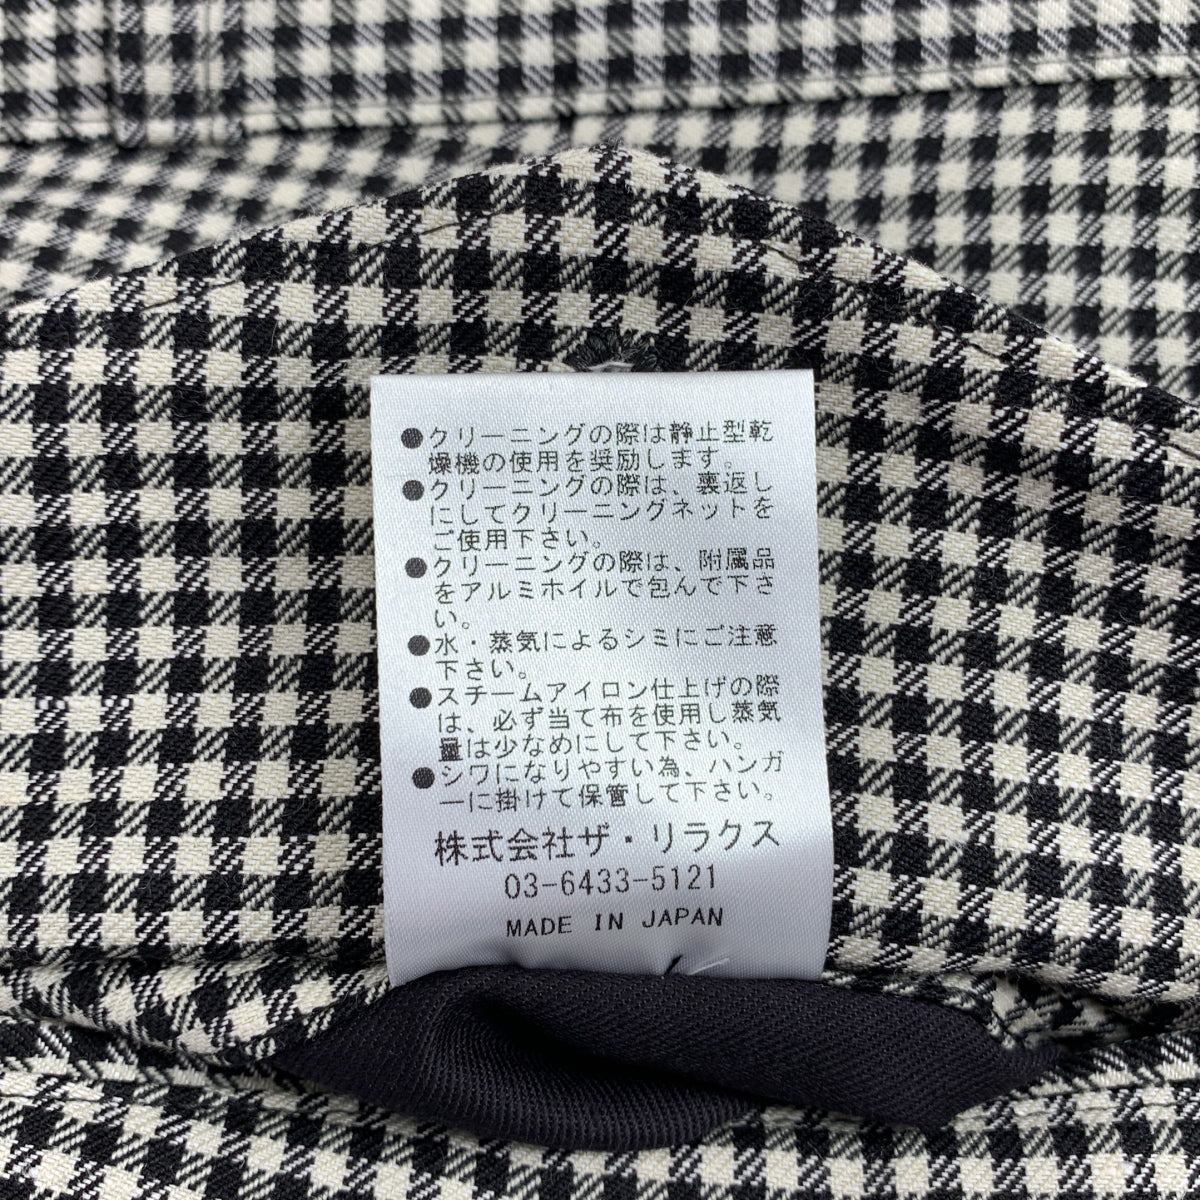 ●クリーニングの際は静止型乾
燥機の使用を奨励します。
●クリーニングの際は、裏返し
にしてクリーニングネットを
ご使用下さい。
●クリーニングの際は、附属品
をアルミホイルで包んで下さ
い。
●水・蒸気によるシミにご注意
下さい。
●スチームアイロン仕上げの際
は、必ず当て布を使用し蒸気
量は少なめにして下さい。
●シワになりやすい為、ハンガ
ーに掛けて保管して下さい。
株式会社ザ・リラクス
03-6433-5121
MADE IN JAPAN